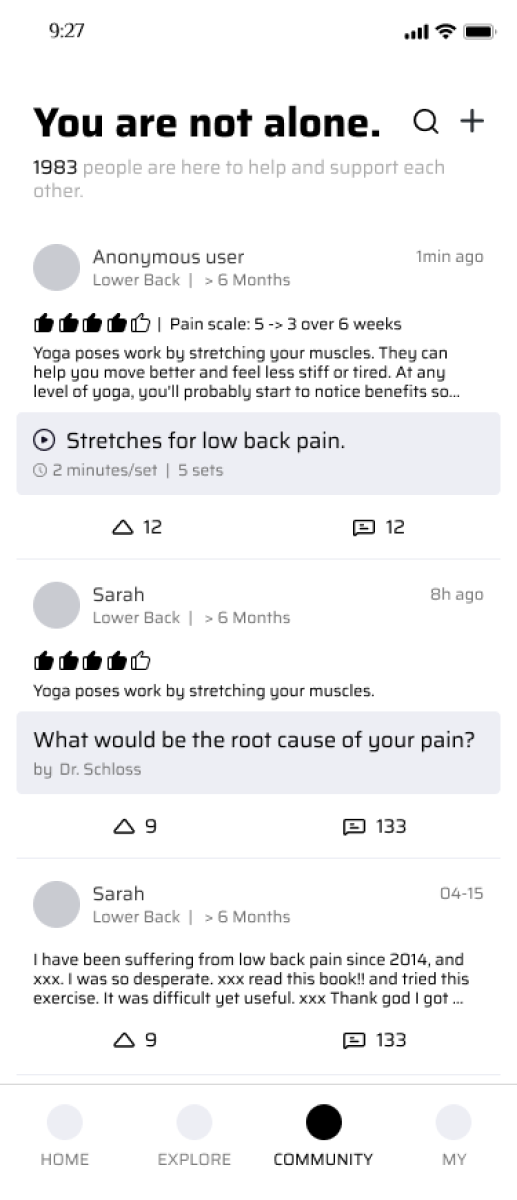 9:27
You are not alone.
1983 people are here to help and support each
other.
Anonymous user
1min ago
Lower Back | > 6 Months
| Pain scale: 5 -> 3 over 6 weeks
Yoga poses work by stretching your muscles. They can
help you move better and feel less stiff or tired. At any
level of yoga, you'll probably start to notice benefits so...
Stretches for low back pain.
2 minutes/set | 5 sets
12
12
Sarah
8h ago
Lower Back | > 6 Months
Yoga poses work by stretching your muscles.
What would be the root cause of your pain?
by Dr. Schloss
9
133
Sarah
04-15
Lower Back | > 6 Months
I have been suffering from low back pain since 2014, and
xxx. I was so desperate. xxx read this book!! and tried this
exercise. It was difficult yet useful. xxx Thank god I got ...
9
133
HOME
EXPLORE
COMMUNITY
MY